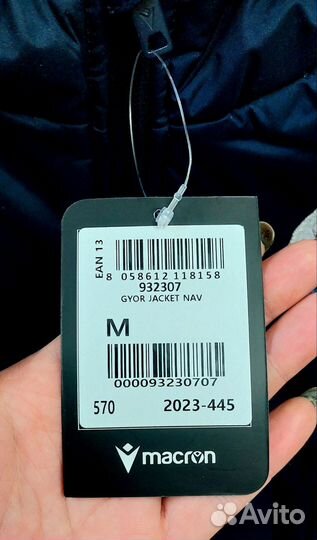 EAN 13
8 058612 118158
932307
GYOR JACKET NAV
M
000093230707
570 2023-445
macron
Avito